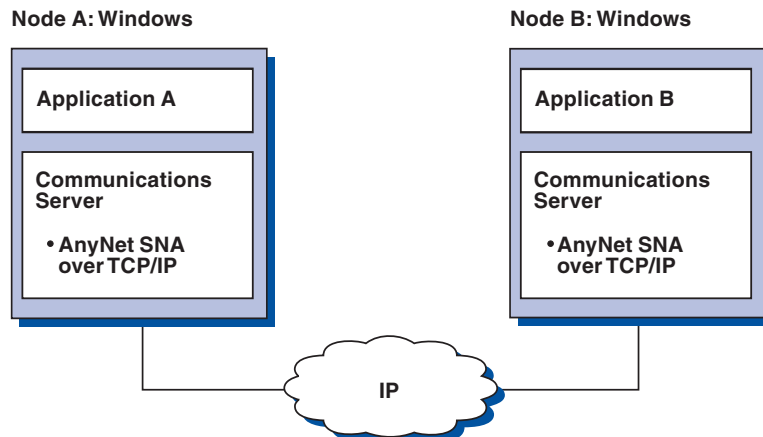 Node A: Windows
Node B: Windows
Application A
Application B
Communications
Server
• AnyNet SNA
over TCP/IP
Communications
Server
• AnyNet SNA
over TCP/IP
IP